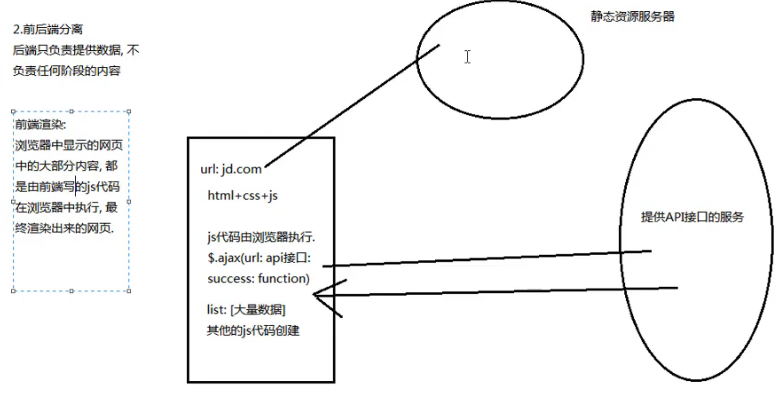 2.前后端分离
后端只负责提供数据, 不
负责任何阶段的内容
前端渲染:
浏览器中显示的网页
中的大部分内容, 都
是由前端写的js代码
在浏览器中执行, 最
终渲染出来的网页.
静态资源服务器
url: jd.com
html+css+js
js代码由浏览器执行.
$.ajax(url: api接口:
success: function)
list: [大量数据]
其他的js代码创建
提供API接口的服务